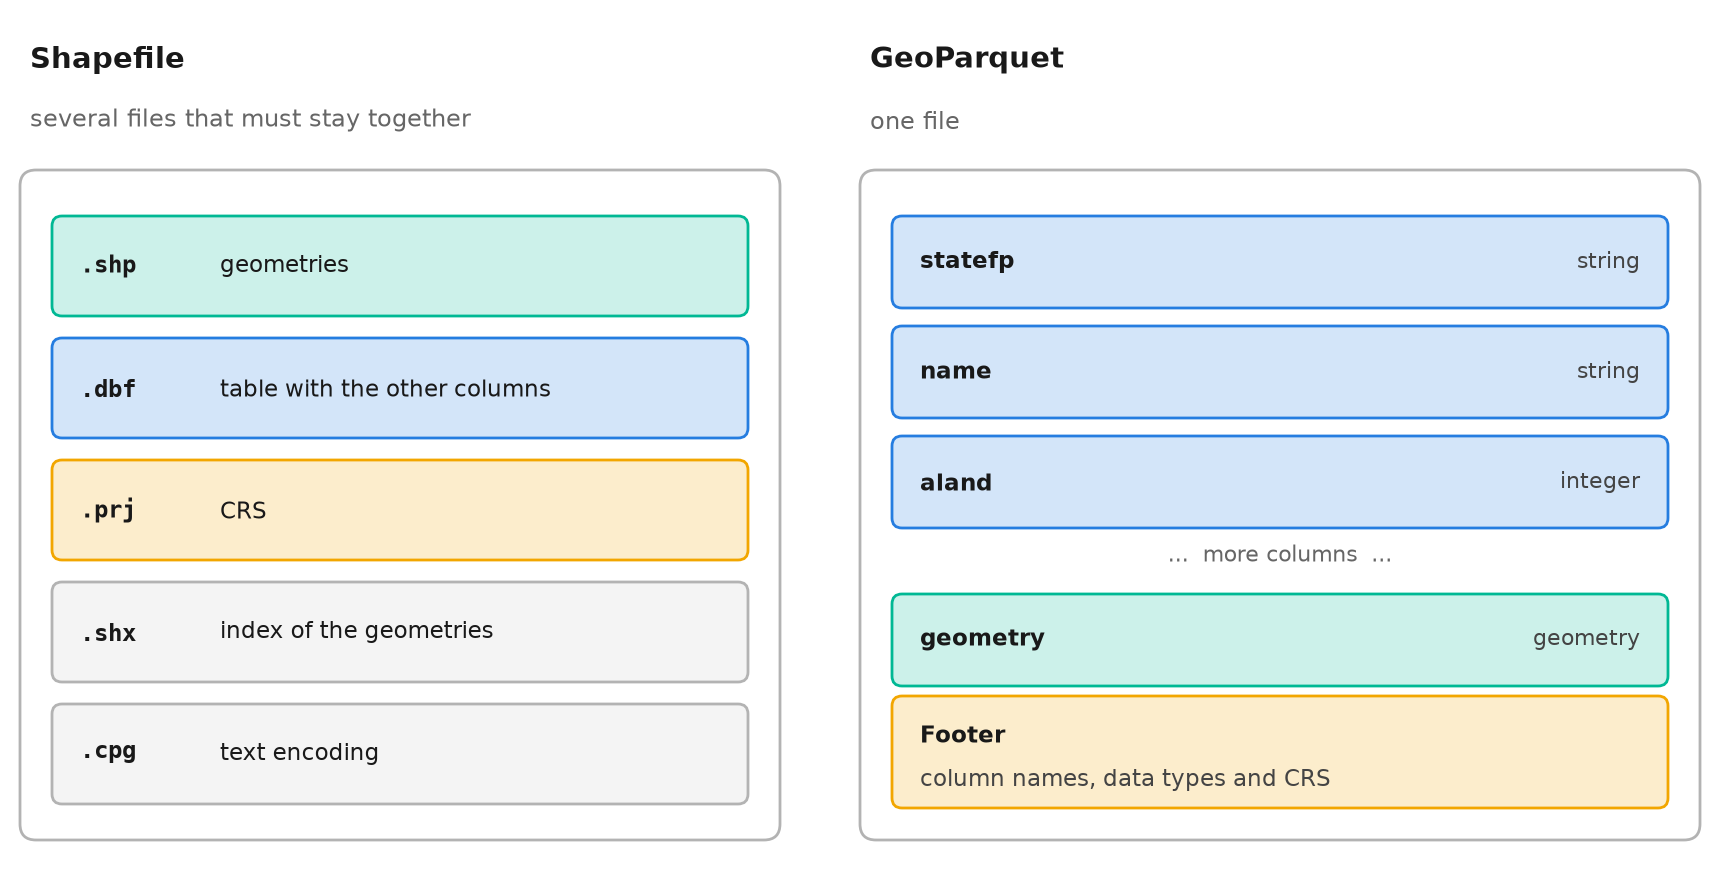 Shapefile
several files that must stay together
.shp geometries
.dbf table with the other columns
.prj CRS
.shx index of the geometries
.cpg text encoding
GeoParquet
one file
statefp string
name string
aland integer
... more columns ...
geometry geometry
Footer
column names, data types and CRS